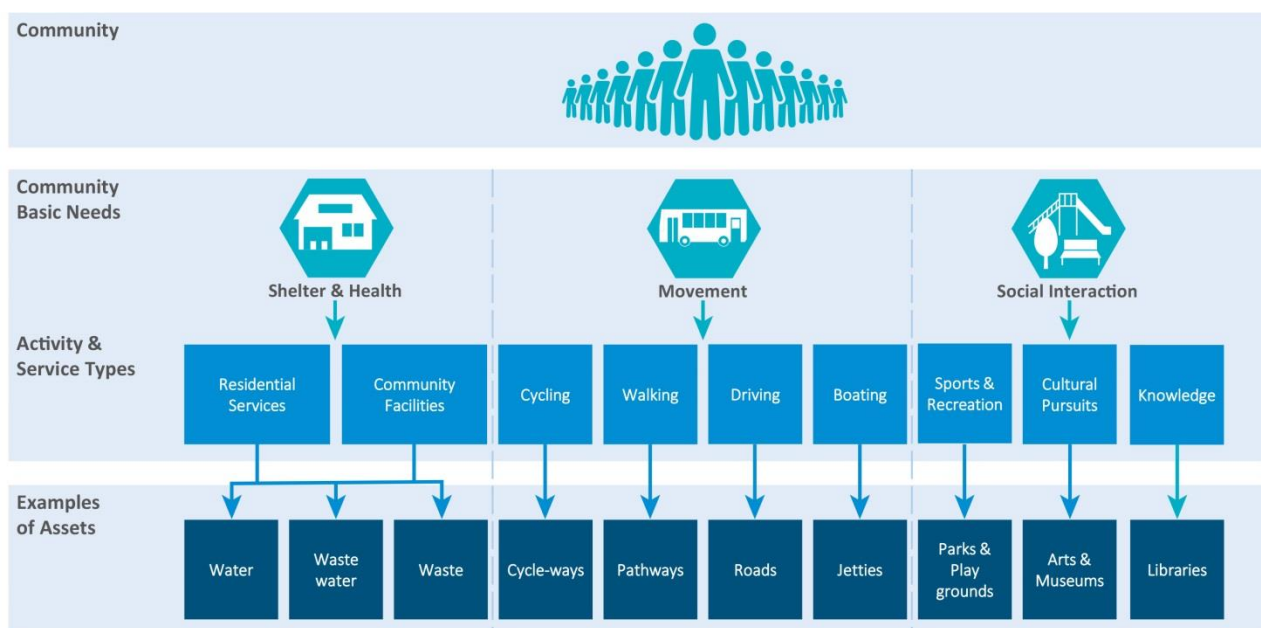 Community
Community
Basic Needs
Shelter & Health
Movement
Social Interaction
Activity &
Service Types
Residential
Services
Community
Facilities
Cycling
Walking
Driving
Boating
Sports &
Recreation
Cultural
Pursuits
Knowledge
Examples
of Assets
Water
Waste
water
Waste
Cycle-ways
Pathways
Roads
Jetties
Parks &
Play
grounds
Arts &
Museums
Libraries